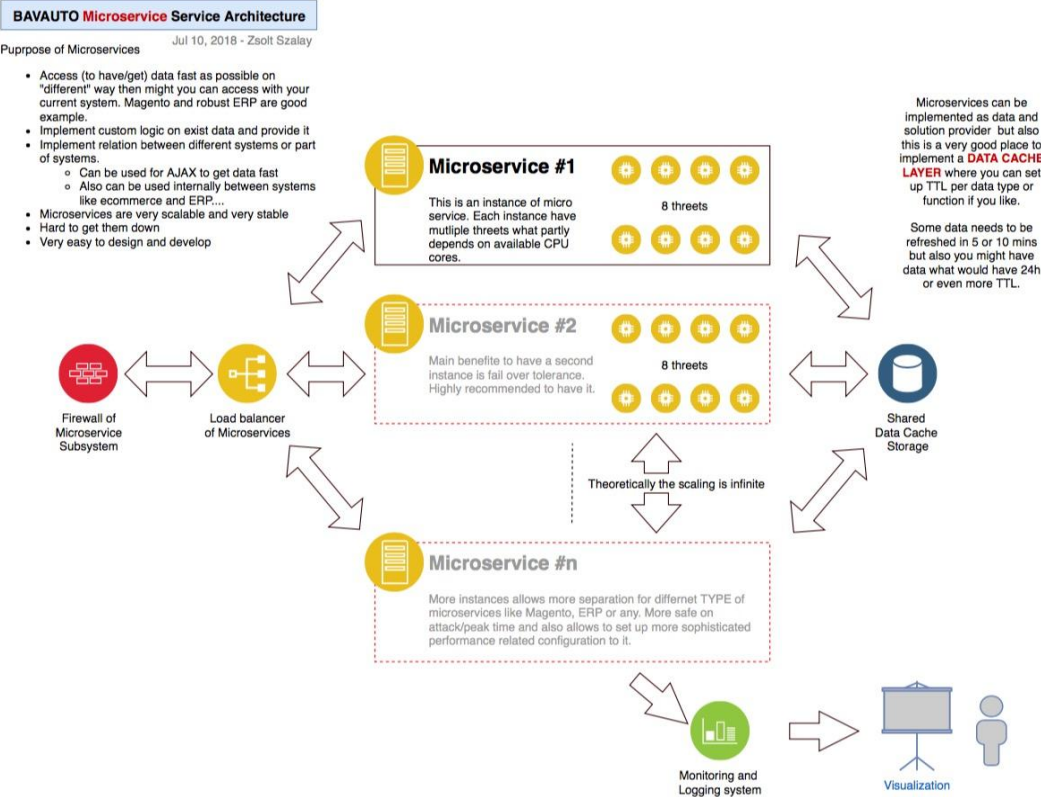 BAVAUTO Microservice Service Architecture
Jul 10, 2018 - Zsolt Szalay
Puprpose of Microservices
• Access (to have/get) data fast as possible on
"different" way then might you can access with your
current system. Magento and robust ERP are good
example.
• Implement custom logic on exist data and provide it
• Implement relation between different systems or part
of systems.
○ Can be used for AJAX to get data fast
○ Also can be used internally between systems
like ecommerce and ERP....
• Microservices are very scalable and very stable
• Hard to get them down
• Very easy to design and develop
Microservices can be
implemented as data and
solution provider but also
this is a very good place to
implement a DATA CACHE
LAYER where you can set
up TTL per data type or
function if you like.
Some data needs to be
refreshed in 5 or 10 mins
but also you might have
data what would have 24h
or even more TTL.
Microservice #1
This is an instance of micro
service. Each instance have
mutliple threets what partly
depends on available CPU
cores.
8 threets
Microservice #2
Main benefite to have a second
instance is fail over tolerance.
Highly recommended to have it.
8 threets
Firewall of
Microservice
Subsystem
Load balancer
of Microservices
Shared
Data Cache
Storage
Theoretically the scaling is infinite
Microservice #n
More instances allows more separation for differnet TYPE of
microservices like Magento, ERP or any. More safe on
attack/peak time and also allows to set up more sophisticated
performance related configuration to it.
Monitoring and
Logging system
Visualization